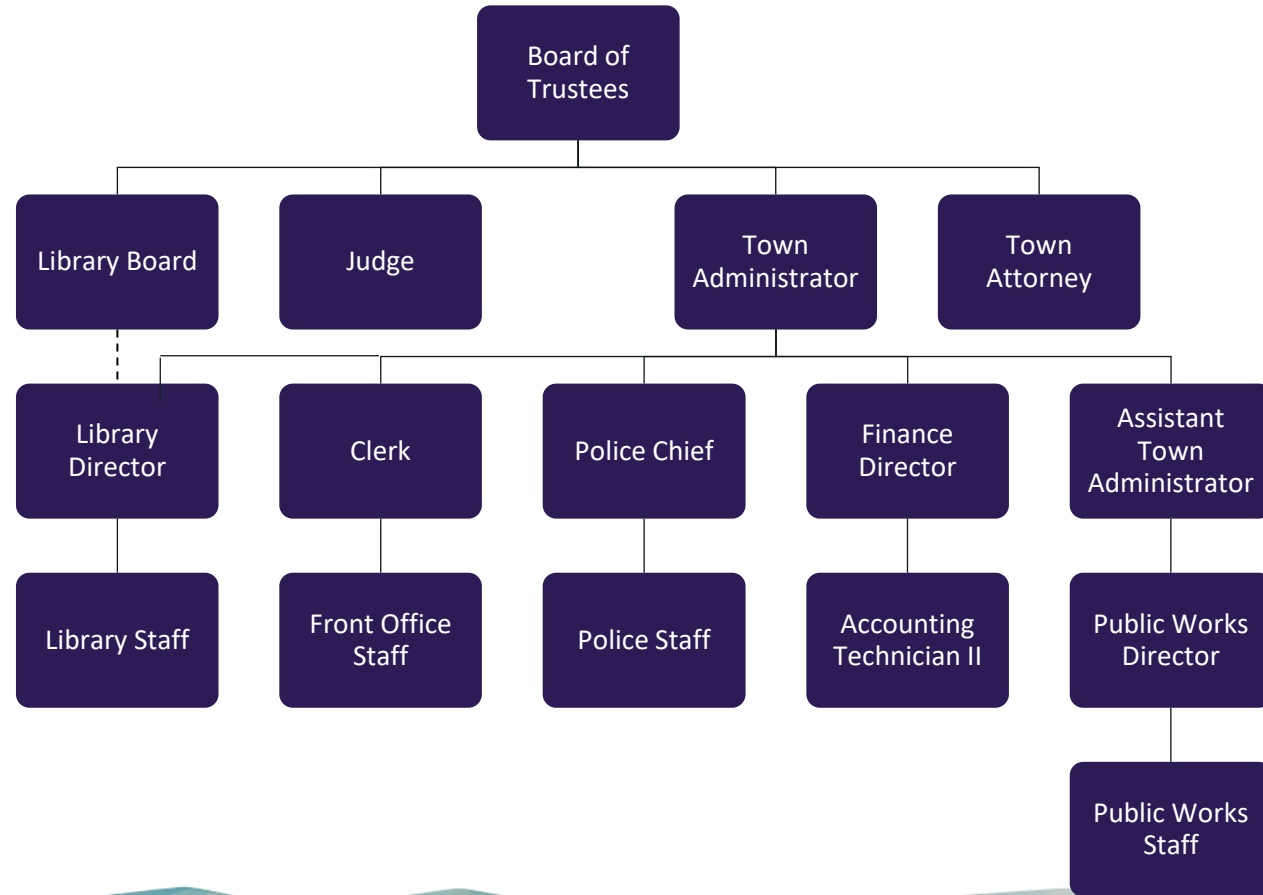 Board of
Trustees
Library Board
Judge
Town
Administrator
Town
Attorney
Library
Director
Clerk
Police Chief
Finance
Director
Assistant
Town
Administrator
Library Staff
Front Office
Staff
Police Staff
Accounting
Technician II
Public Works
Director
Public Works
Staff